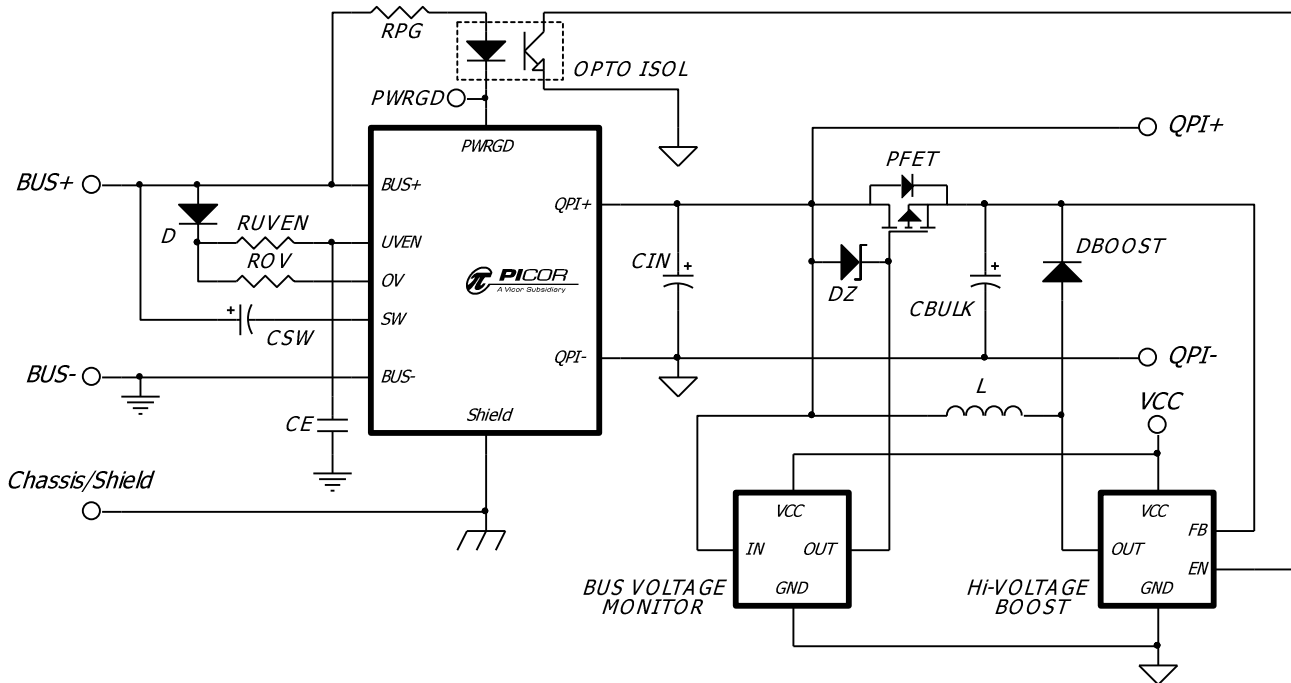 RPG
OPTO ISOL
PWRGD
PWRGD
QPI+
BUS+
BUS+
PFET
QPI+
D
RUVEN
UVEN
ROV
OV
PICOR
A Vicor Subsidiary
CIN
+
DZ
+
CBULK
DBOOST
+
CSW
SW
BUS-
BUS-
QPI-
QPI-
CE
Shield
L
VCC
Chassis/Shield
VCC
VCC
IN
OUT
FB
OUT
EN
GND
GND
BUS VOLTAGE
MONITOR
Hi-VOLTAGE
BOOST